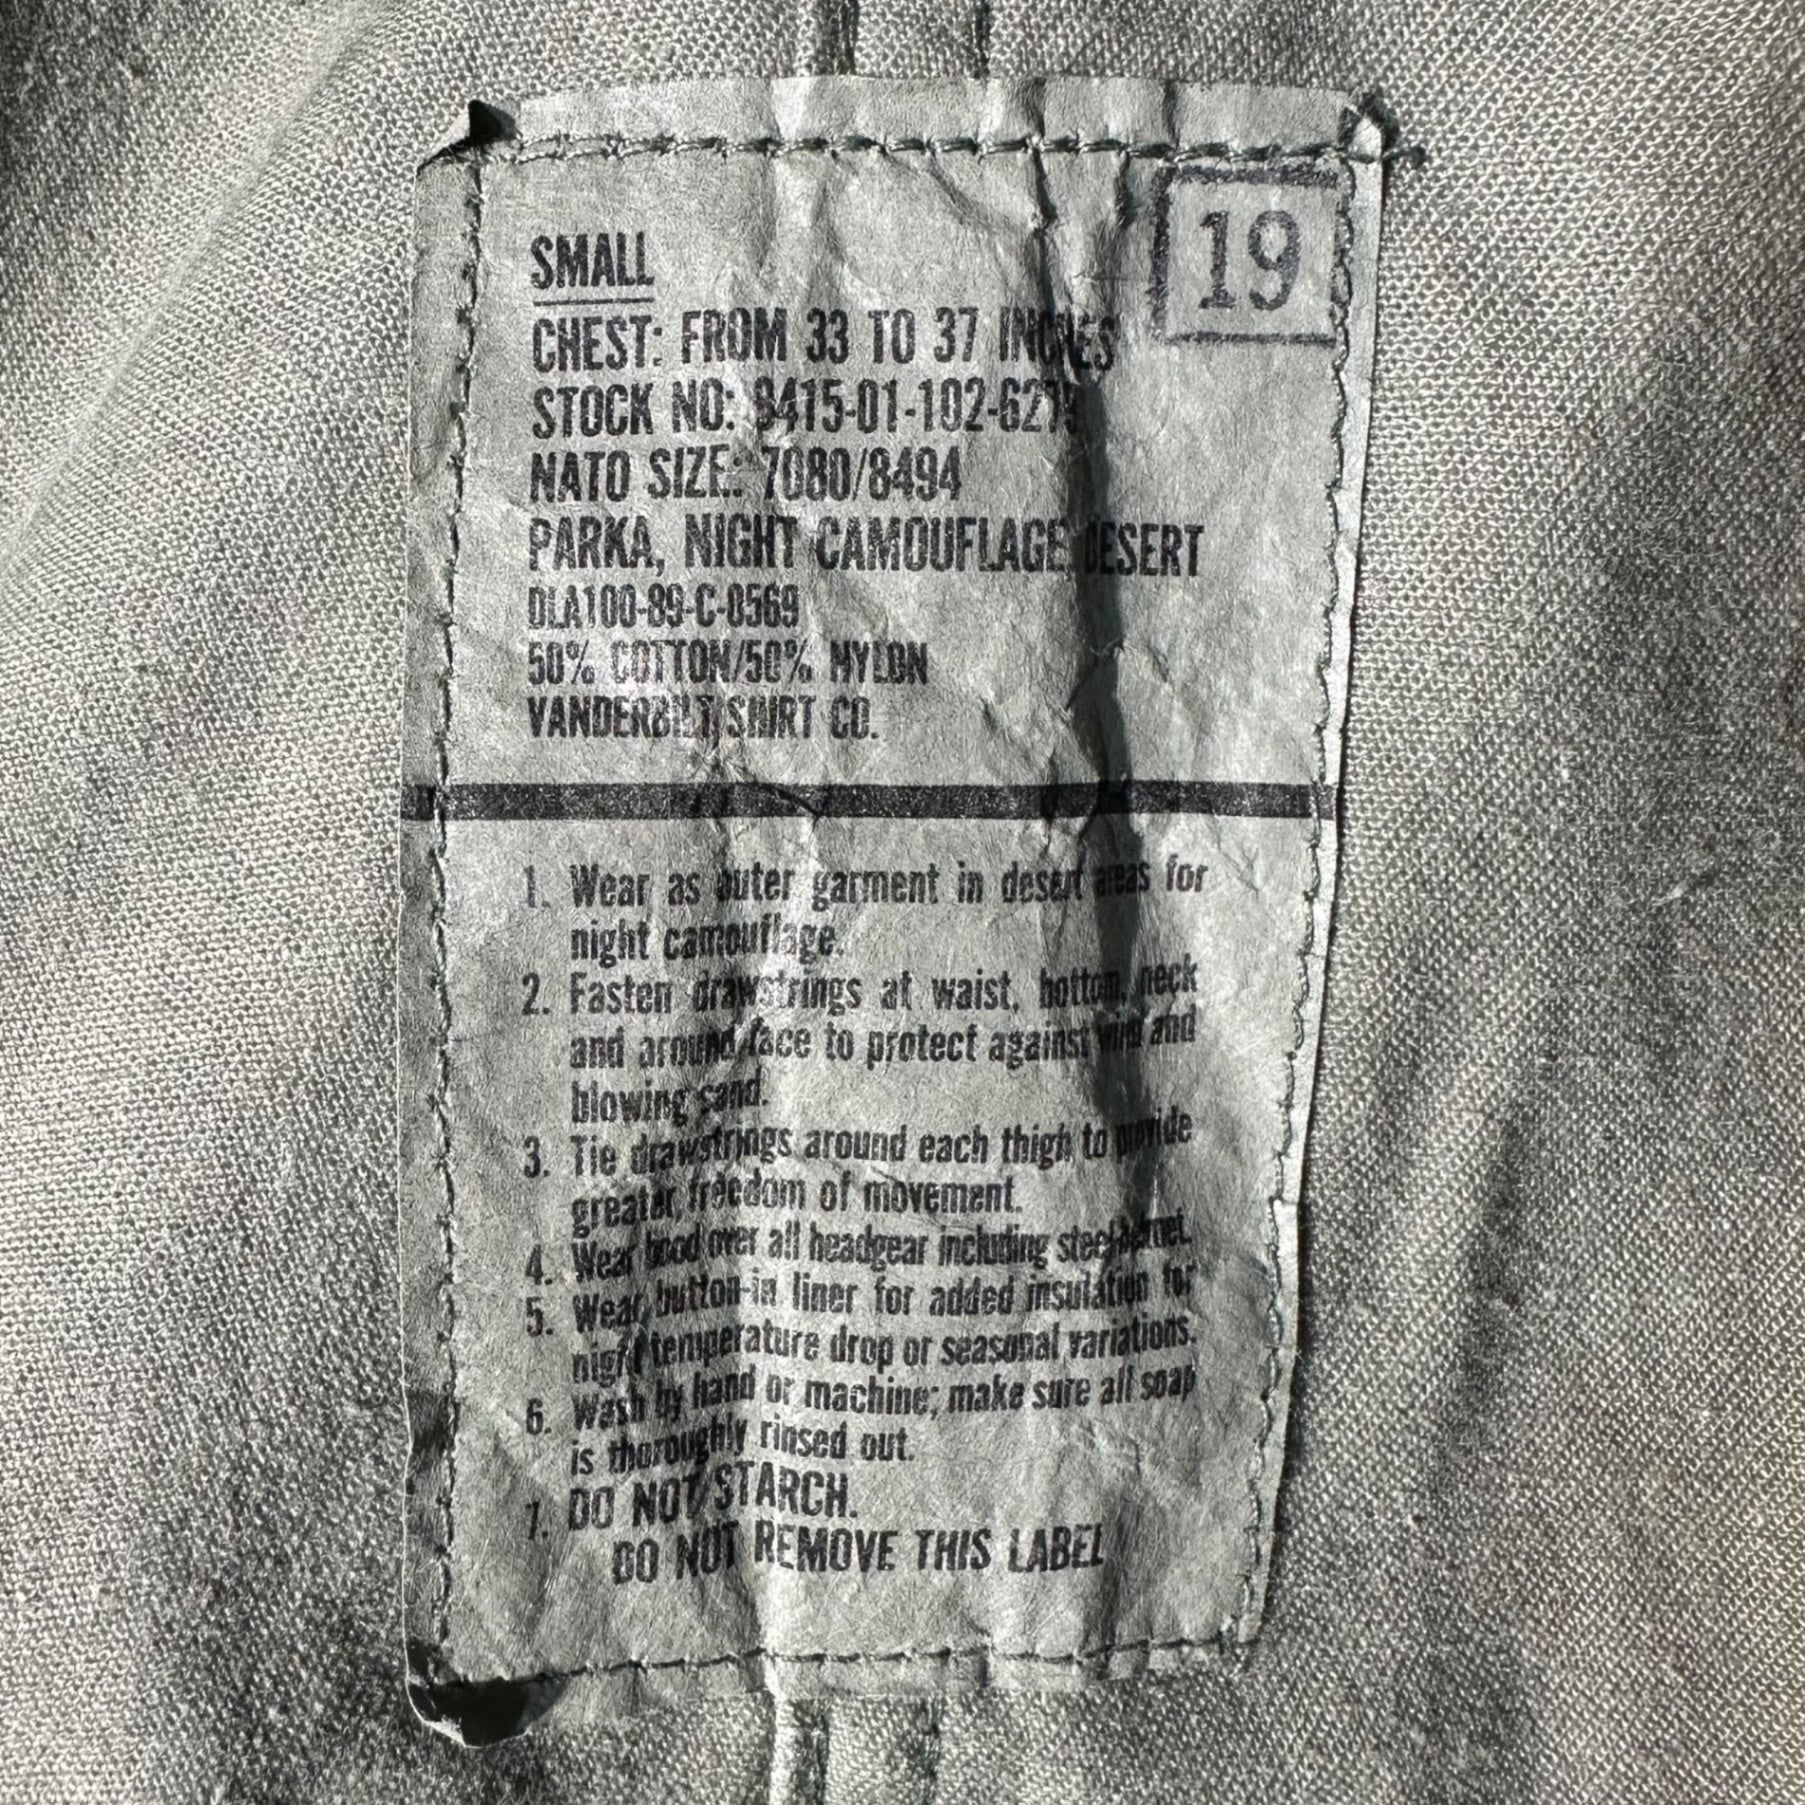 19
SMALL
CHEST: FROM 33 TO 37 INCHES
STOCK NO: 8415-01-102-6275
NATO SIZE: 7080/8494
PARKA, NIGHT CAMOUFLAGE DESERT
DLA100-89-C-0569
50% COTTON/50% NYLON
VANDERBILT SHIRT CO.
1. Wear as outer garment in desert areas for
night camouflage.
2. Fasten drawstrings at waist, bottom, neck
and around face to protect against wind and
blowing sand.
3. Tie drawstrings around each thigh to provide
greater freedom of movement.
4. Wear hood over all headgear including steel helmet.
5. Wear button-in liner for added insulation for
night temperature drop or seasonal variations.
6. Wash by hand or machine; make sure all soap
is thoroughly rinsed out.
7. DO NOT STARCH.
DO NOT REMOVE THIS LABEL